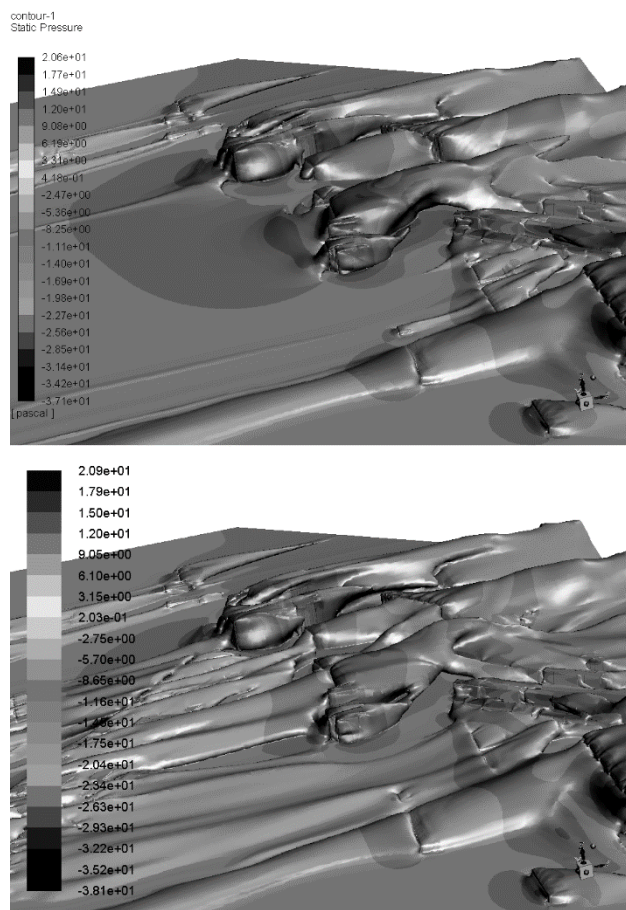 contour-1
Static Pressure
2.06e+01
1.77e+01
1.49e+01
1.20e+01
9.08e+00
6.19e+00
3.31e+00
4.18e-01
-2.47e+00
-5.36e+00
-8.25e+00
-1.11e+01
-1.40e+01
-1.69e+01
-1.98e+01
-2.27e+01
-2.56e+01
-2.85e+01
-3.14e+01
-3.42e+01
-3.71e+01
[ pascal ]
2.09e+01
1.79e+01
1.50e+01
1.20e+01
9.05e+00
6.10e+00
3.15e+00
2.03e-01
-2.75e+00
-5.70e+00
-8.65e+00
-1.16e+01
-1.46e+01
-1.75e+01
-2.04e+01
-2.34e+01
-2.63e+01
-2.93e+01
-3.22e+01
-3.52e+01
-3.81e+01